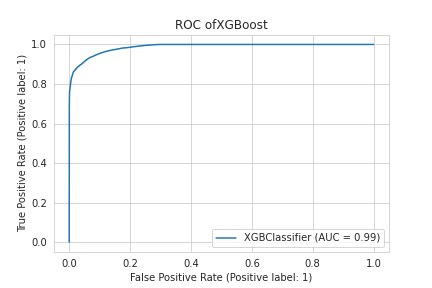 ROC ofXGBoost
True Positive Rate (Positive label: 1)
1.0
0.8
0.6
0.4
0.2
0.0
XGBClassifier (AUC = 0.99)
0.0 0.2 0.4 0.6 0.8 1.0
False Positive Rate (Positive label: 1)